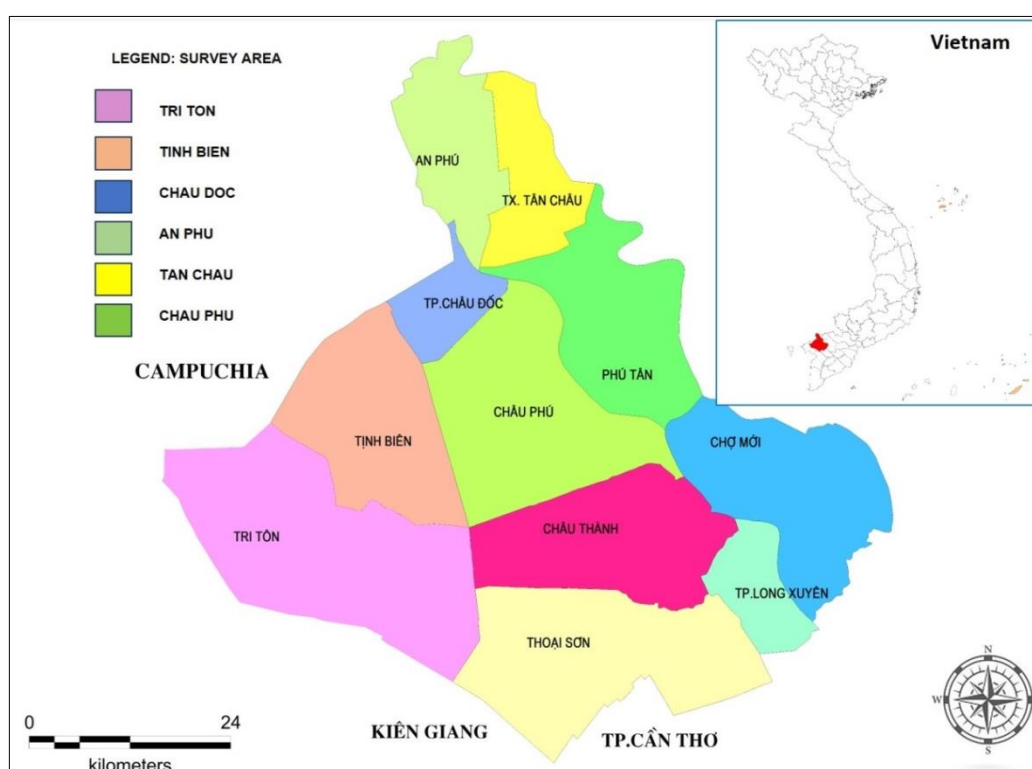 Vietnam
LEGEND: SURVEY AREA
TRI TON
TINH BIEN
CHAU DOC
AN PHU
TAN CHAU
CHAU PHU
AN PHÚ
TX. TÂN CHÂU
TP.CHÂU ĐỐC
CAMPUCHIA
PHÚ TÂN
CHÂU PHÚ
TỊNH BIÊN
CHỢ MỚI
TRI TÔN
CHÂU THÀNH
TP.LONG XUYÊN
THOẠI SƠN
KIÊN GIANG
TP.CẦN THƠ
0 24
kilometers
N
W E
S